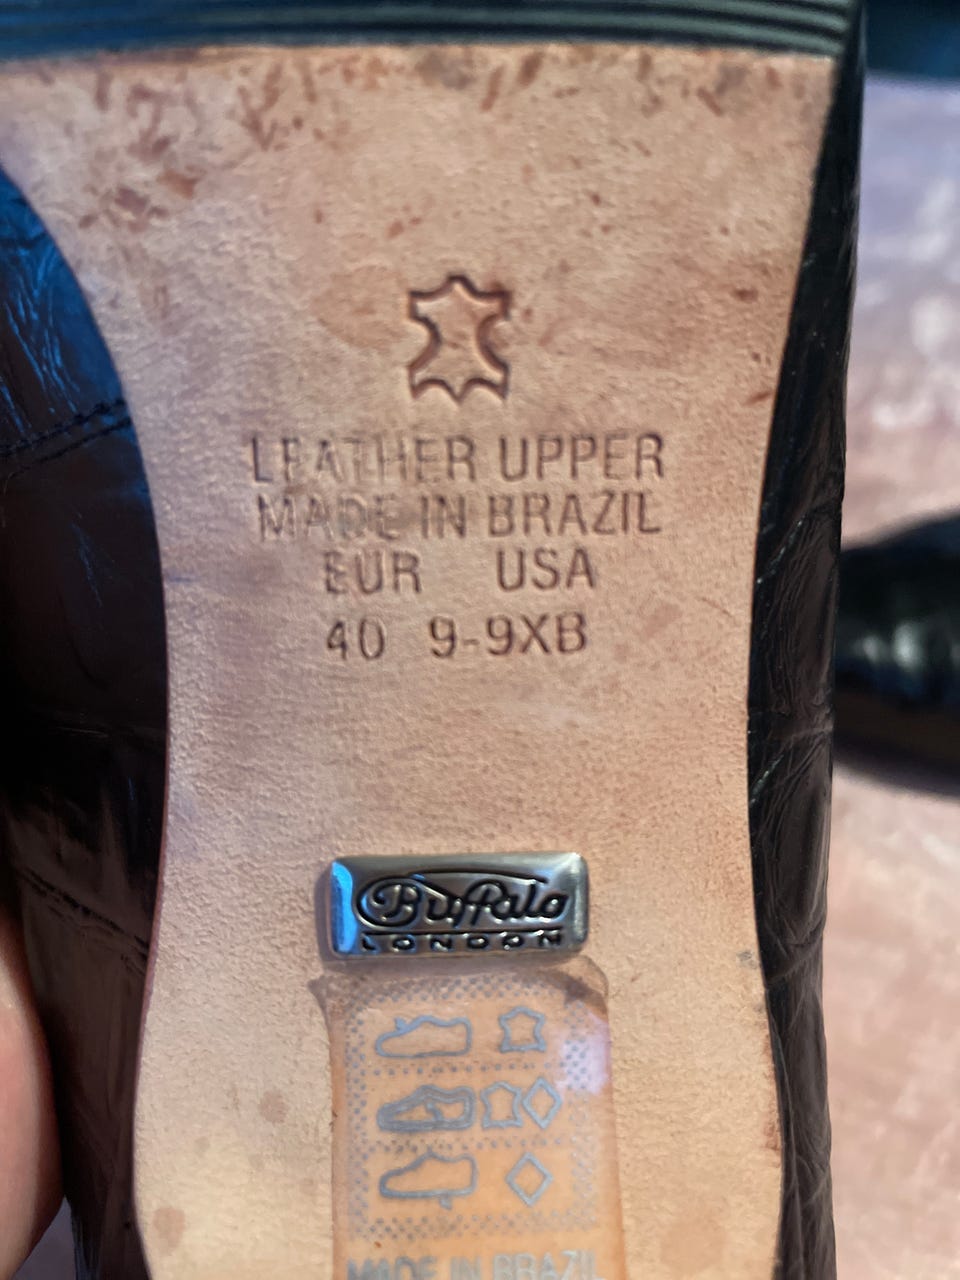 LEATHER UPPER
MADE IN BRAZIL
EUR USA
40 9-9XB
Buffalo
LONDON
MADE IN BRAZIL